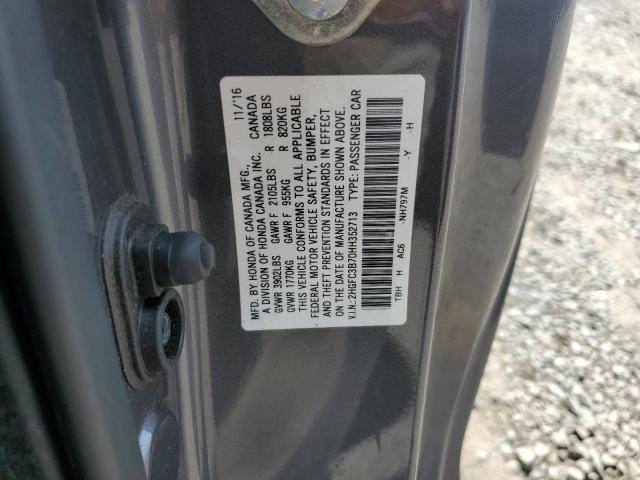 MFD. BY HONDA OF CANADA MFG., 11/'16
A DIVISION OF HONDA CANADA INC. CANADA
GVWR 3902LBS GAWR F 2105LBS R 1808LBS
GVWR 1770KG GAWR F 955KG R 820KG
THIS VEHICLE CONFORMS TO ALL APPLICABLE
FEDERAL MOTOR VEHICLE SAFETY, BUMPER,
AND THEFT PREVENTION STANDARDS IN EFFECT
ON THE DATE OF MANUFACTURE SHOWN ABOVE.
V.I.N.:2HGFC3B70HH352713 TYPE: PASSENGER CAR
TBH H AC6 -NH797M -Y -H